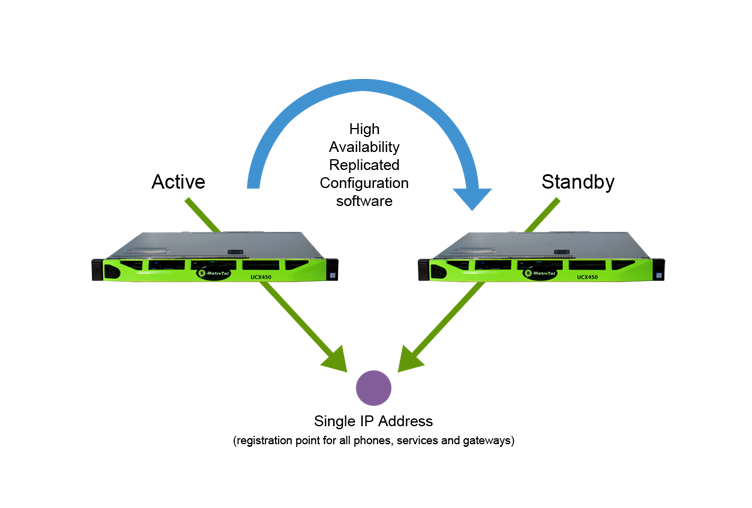 High
Availability
Replicated
Configuration
software
Active
Standby
E-MetroTel
UCX450
E-MetroTel
UCX450
Single IP Address
(registration point for all phones, services and gateways)